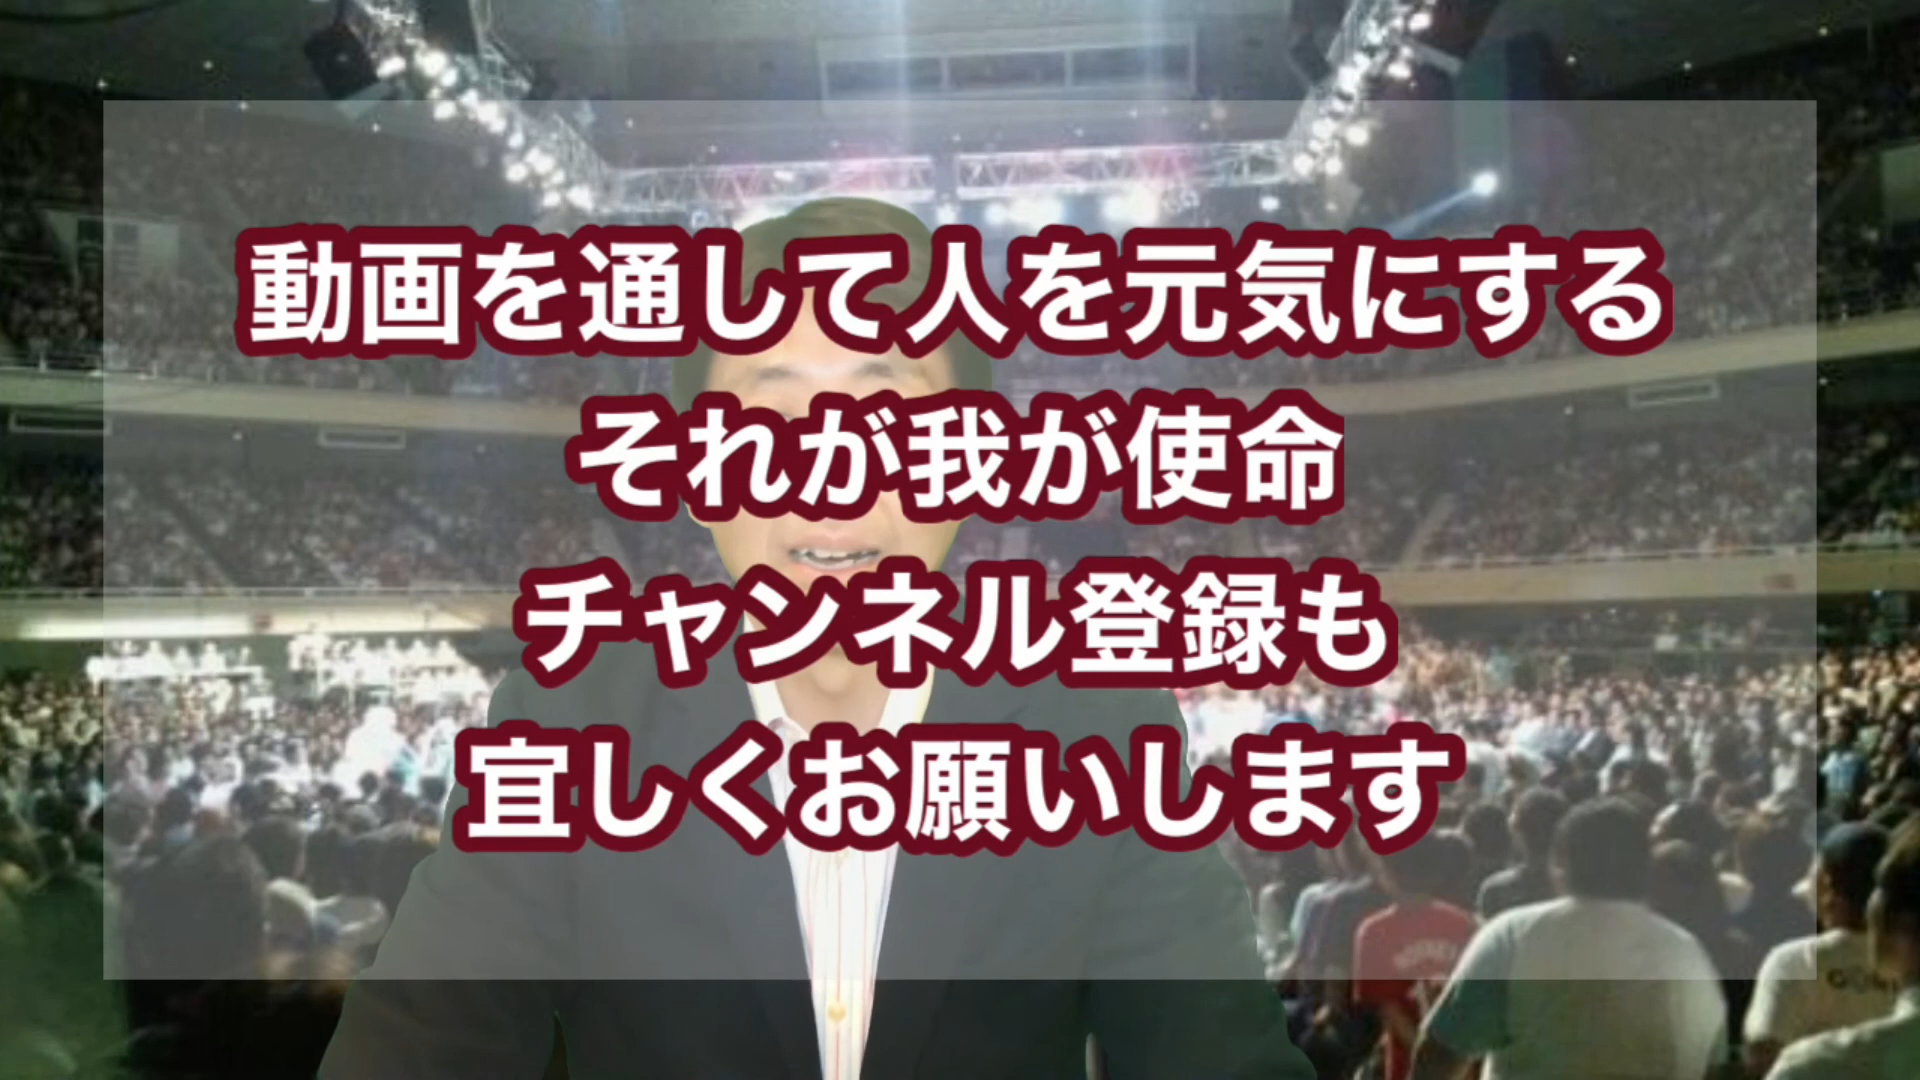 動画を通して人を元気にする
それが我が使命
チャンネル登録も
宜しくお願いします